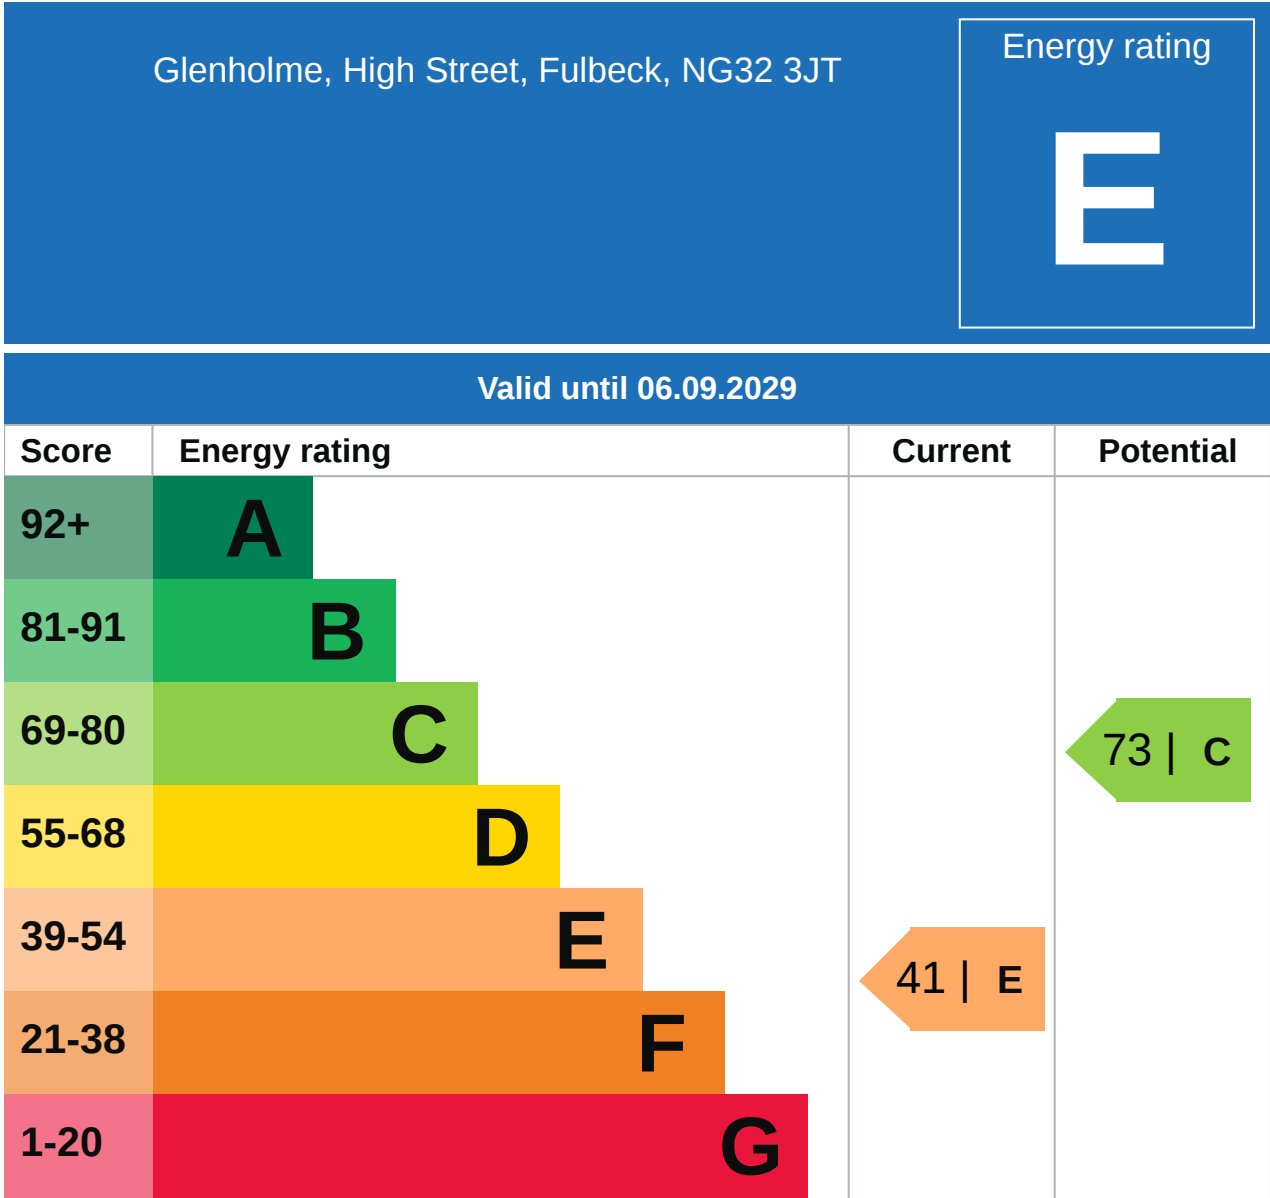 Glenholme, High Street, Fulbeck, NG32 3JT
Energy rating
E
Valid until 06.09.2029
Score Energy rating Current Potential
92+ A
81-91 B
69-80 C 73 | C
55-68 D
39-54 E 41 | E
21-38 F
1-20 G